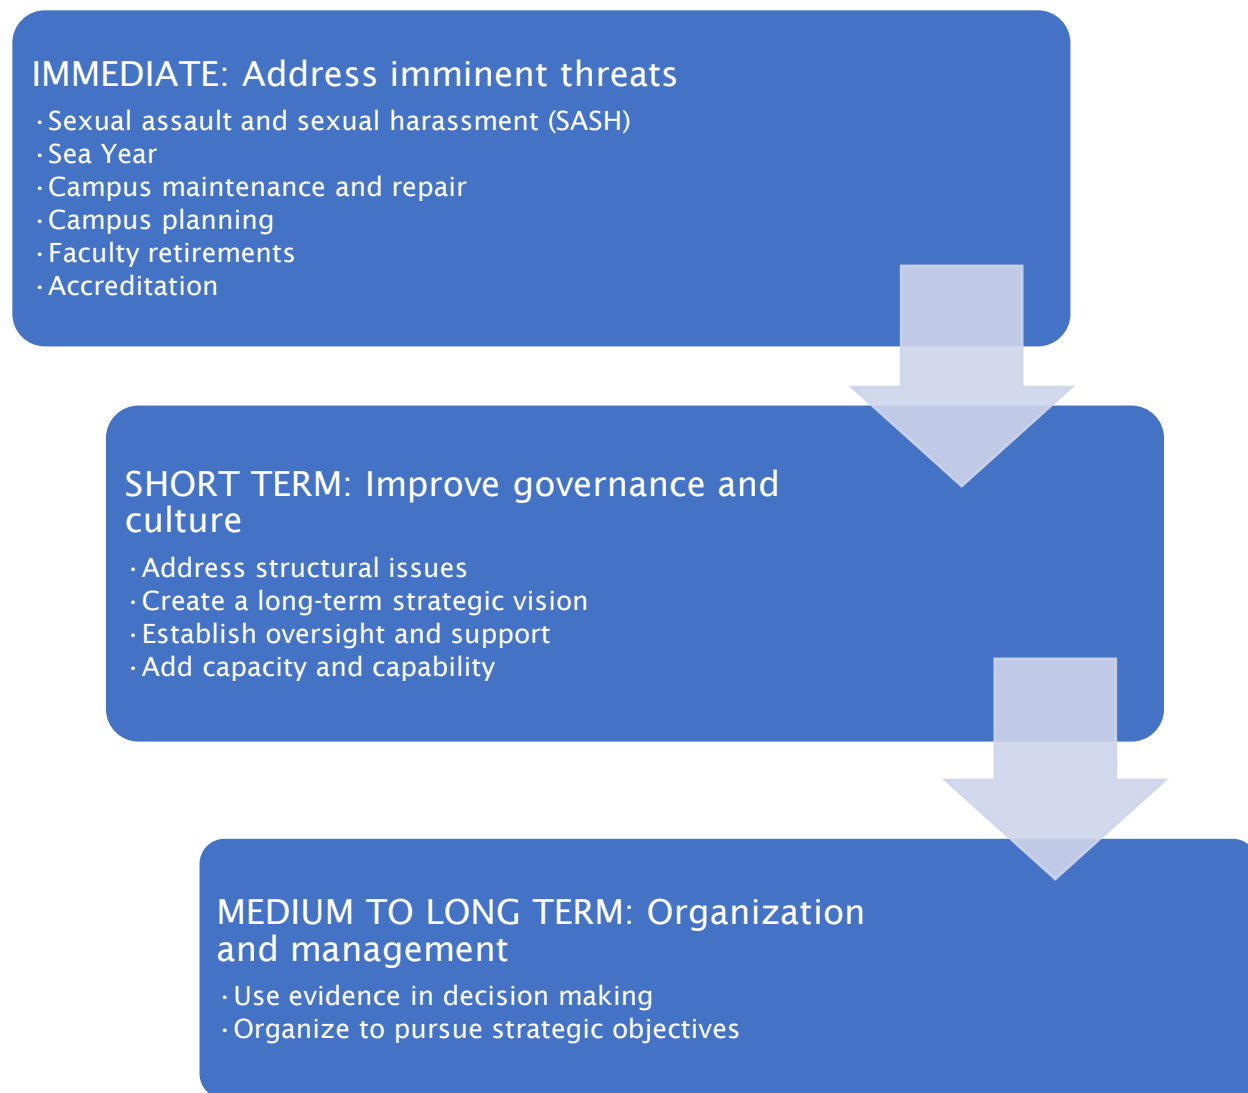 IMMEDIATE: Address imminent threats
·Sexual assault and sexual harassment (SASH)
·Sea Year
·Campus maintenance and repair
·Campus planning
·Faculty retirements
·Accreditation
SHORT TERM: Improve governance and
culture
·Address structural issues
·Create a long-term strategic vision
·Establish oversight and support
·Add capacity and capability
MEDIUM TO LONG TERM: Organization
and management
·Use evidence in decision making
·Organize to pursue strategic objectives